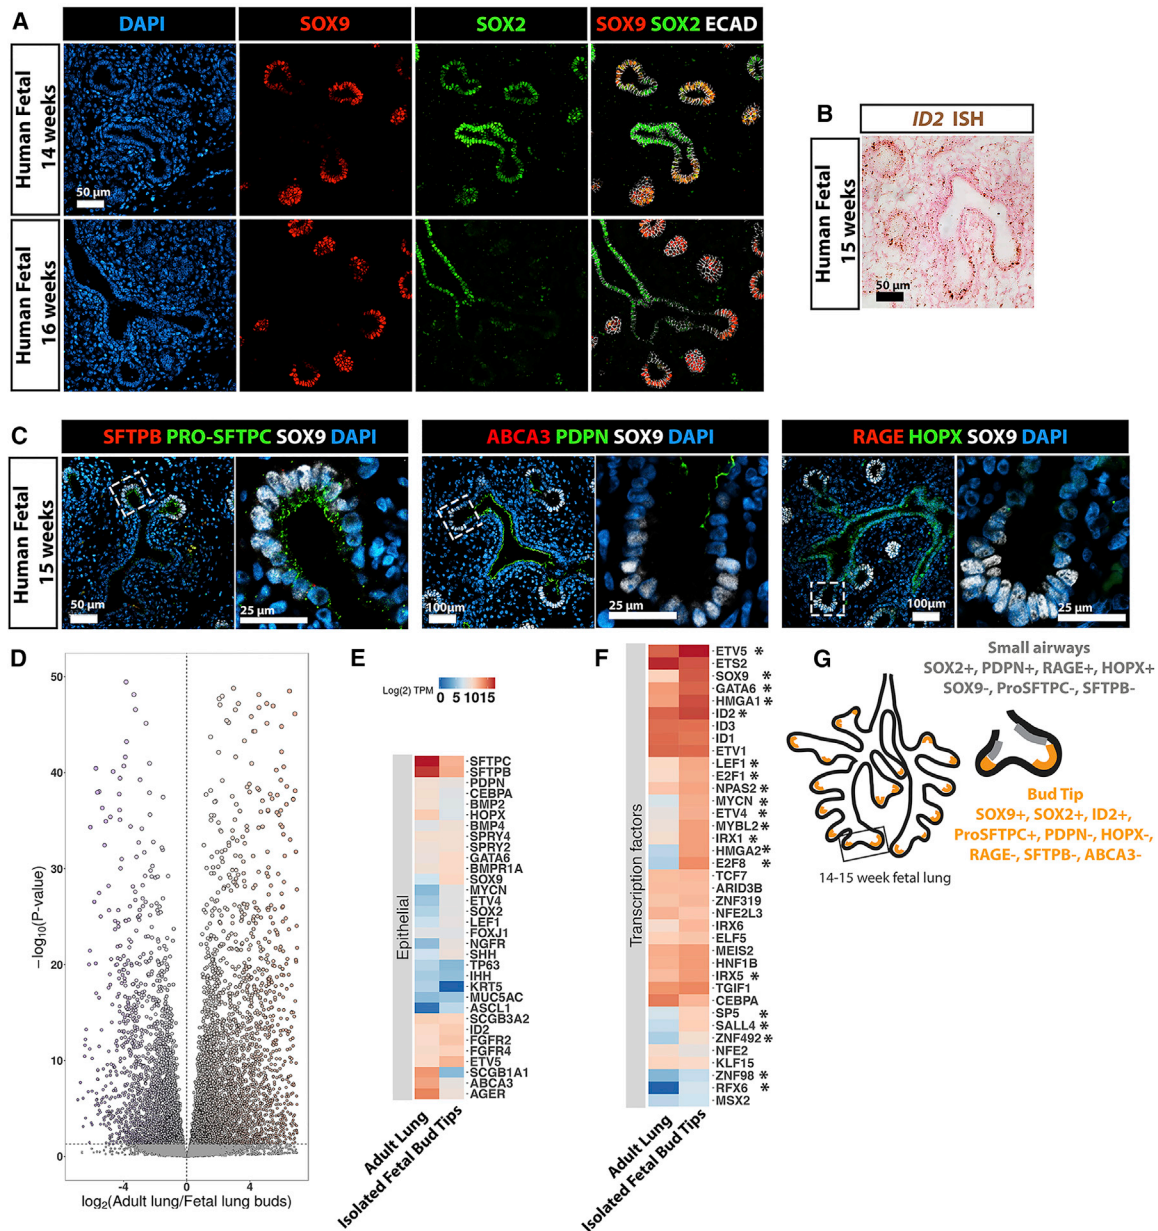 A
DAPI
SOX9
SOX2
SOX9 SOX2 ECAD
Human Fetal
14 weeks
50 µm
Human Fetal
16 weeks
B
ID2 ISH
Human Fetal
15 weeks
50 µm
C
SFTPB PRO-SFTPC SOX9 DAPI
ABCA3 PDPN SOX9 DAPI
RAGE HOPX SOX9 DAPI
Human Fetal
15 weeks
50 µm
25 µm
100µm
25 µm
100µm
25 µm
D
50
40
30
20
10
0
−log10(P-value)
-4
0
4
log2(Adult lung/Fetal lung buds)
E
Log(2) TPM
0 5 10 15
Epithelial
SFTPC
SFTPB
PDPN
CEBPA
BMP2
HOPX
BMP4
SPRY4
SPRY2
GATA6
BMPR1A
SOX9
MYCN
ETV4
SOX2
LEF1
FOXJ1
NGFR
SHH
TP63
IHH
KRT5
MUC5AC
ASCL1
SCGB3A2
ID2
FGFR2
FGFR4
ETV5
SCGB1A1
ABCA3
AGER
Adult Lung
Isolated Fetal Bud Tips
F
Transcription factors
ETV5 *
ETS2
SOX9 *
GATA6 *
HMGA1 *
ID2 *
ID3
ID1
ETV1
LEF1 *
E2F1 *
NPAS2 *
MYCN *
ETV4 *
MYBL2 *
IRX1 *
HMGA2 *
E2F8 *
TCF7
ARID3B
ZNF319
NFE2L3
IRX6
ELF5
MEIS2
HNF1B
IRX5 *
TGIF1
CEBPA
SP5 *
SALL4 *
ZNF492 *
NFE2
KLF15
ZNF98 *
RFX6 *
MSX2
Adult Lung
Isolated Fetal Bud Tips
G
Small airways
SOX2+, PDPN+, RAGE+, HOPX+
SOX9-, ProSFTPC-, SFTPB-
Bud Tip
SOX9+, SOX2+, ID2+,
ProSFTPC+, PDPN-, HOPX-,
RAGE-, SFTPB-, ABCA3-
14-15 week fetal lung